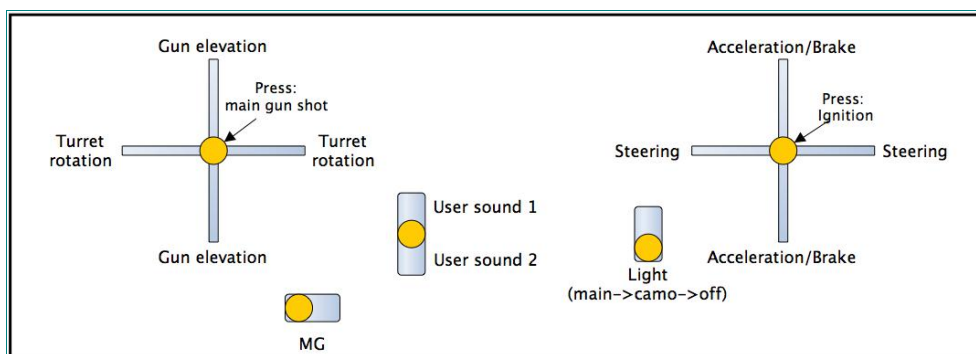 Gun elevation
Press:
main gun shot
Turret
rotation
Turret
rotation
Gun elevation
MG
User sound 1
User sound 2
Acceleration/Brake
Press:
Ignition
Steering
Steering
Acceleration/Brake
Light
(main->camo->off)